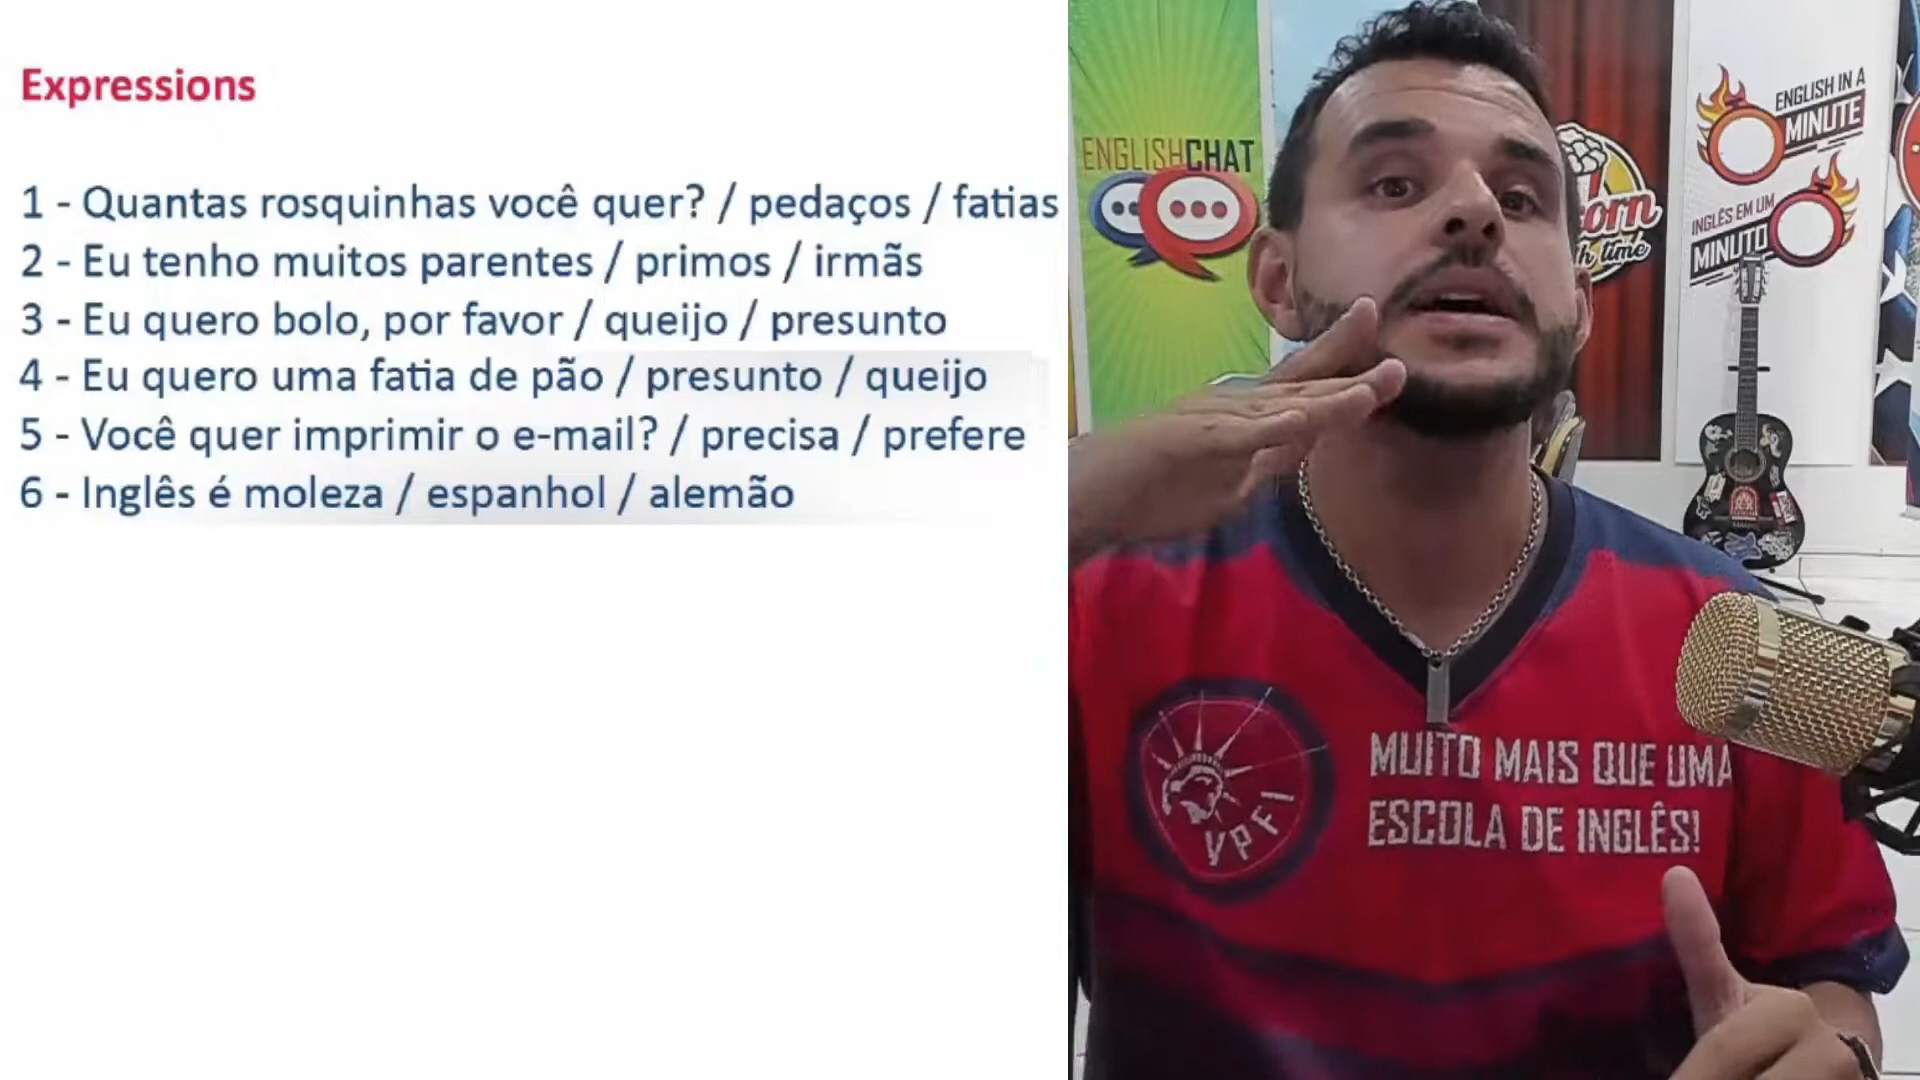 Expressions
1 - Quantas rosquinhas você quer? / pedaços / fatias
2 - Eu tenho muitos parentes / primos / irmãs
3 - Eu quero bolo, por favor / queijo / presunto
4 - Eu quero uma fatia de pão / presunto / queijo
5 - Você quer imprimir o e-mail? / precisa / prefere
6 - Inglês é moleza / espanhol / alemão
ENGLISHCHAT
ENGLISH IN A
MINUTE
INGLÊS EM UM
MINUTO
orn
time
VPFI
MUITO MAIS QUE UMA
ESCOLA DE INGLÊS!